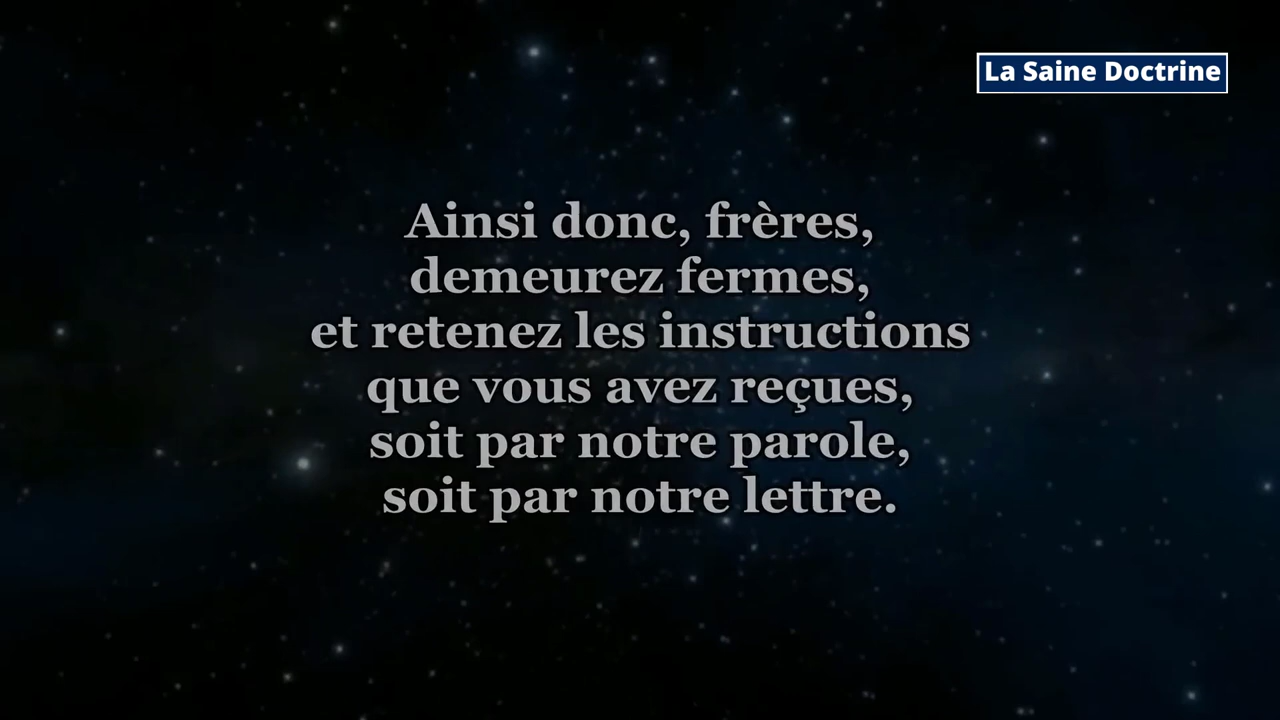 La Saine Doctrine
Ainsi donc, frères,
demeurez fermes,
et retenez les instructions
que vous avez reçues,
soit par notre parole,
soit par notre lettre.